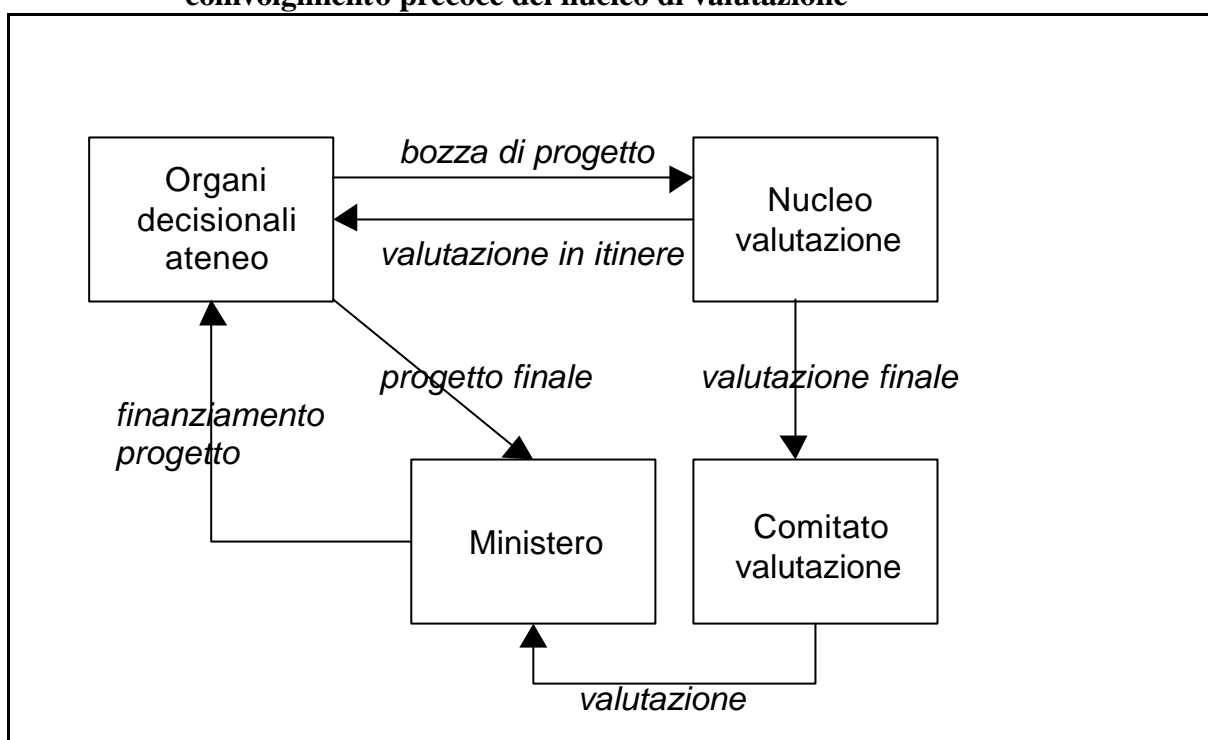 coinvolgimento precoce del nucleo di valutazione
bozza di progetto
Organi
decisionali
ateneo
Nucleo
valutazione
valutazione in itinere
progetto finale
valutazione finale
finanziamento
progetto
Ministero
Comitato
valutazione
valutazione